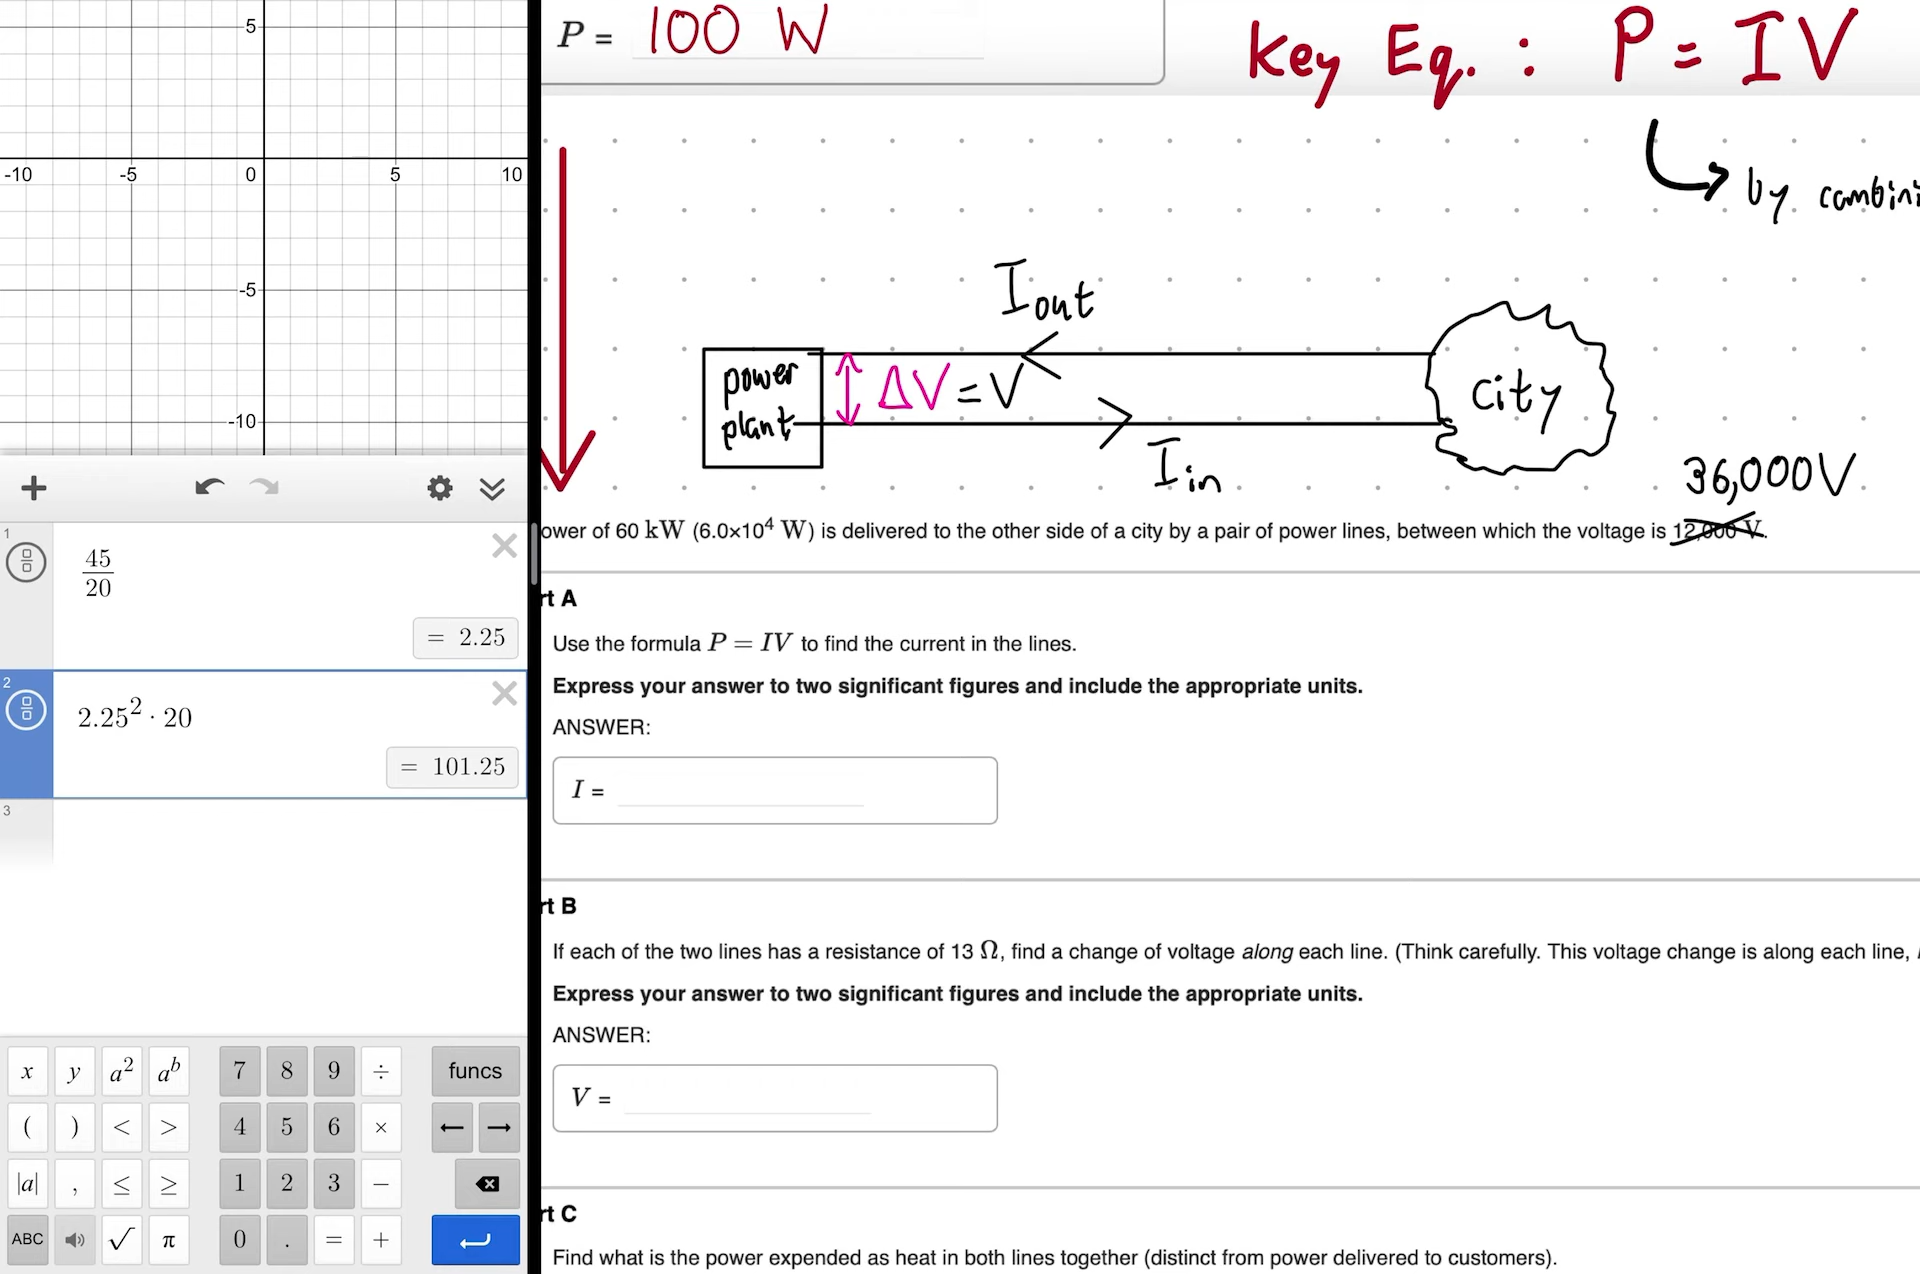 5
-10 -5 0 5 10
-5
-10
1
45
20
= 2.25
2
2.25² · 20
= 101.25
3
x y a² aᵇ 7 8 9 ÷ funcs
( ) < > 4 5 6 × ← →
|a| , ≤ ≥ 1 2 3 −
ABC √ π 0 . = +
P = 100 W
Key Eq. : P = IV
by combini
I out
power
plant
ΔV = V
city
I in
36,000V
ower of 60 kW (6.0×10⁴ W) is delivered to the other side of a city by a pair of power lines, between which the voltage is 12,000 V.
rt A
Use the formula P = IV to find the current in the lines.
Express your answer to two significant figures and include the appropriate units.
ANSWER:
I =
rt B
If each of the two lines has a resistance of 13 Ω, find a change of voltage along each line. (Think carefully. This voltage change is along each line,
Express your answer to two significant figures and include the appropriate units.
ANSWER:
V =
rt C
Find what is the power expended as heat in both lines together (distinct from power delivered to customers).